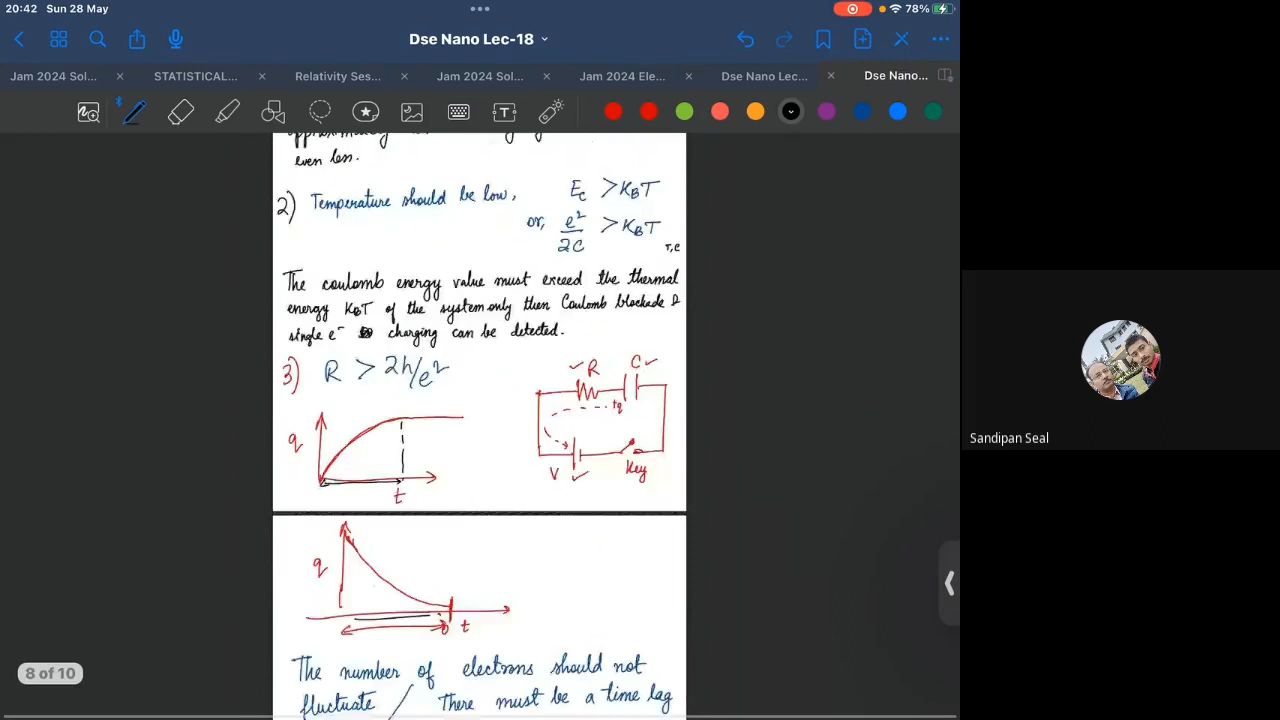 20:42 Sun 28 May
78%
Dse Nano Lec-18
Jam 2024 Sol...
STATISTICAL...
Relativity Ses...
Jam 2024 Sol...
Jam 2024 Ele...
Dse Nano Lec...
Dse Nano...
even less.
2) Temperature should be low, E_C > K_BT
or, e²/2C > K_BT
T, C
The coulomb energy value must exceed the thermal
energy K_BT of the system only then Coulomb blockade &
single e⁻ charging can be detected.
3) R > 2h/e²
R C
q
+q
V Key
t
q
t
The number of electrons should not
fluctuate / There must be a time lag
8 of 10
Sandipan Seal